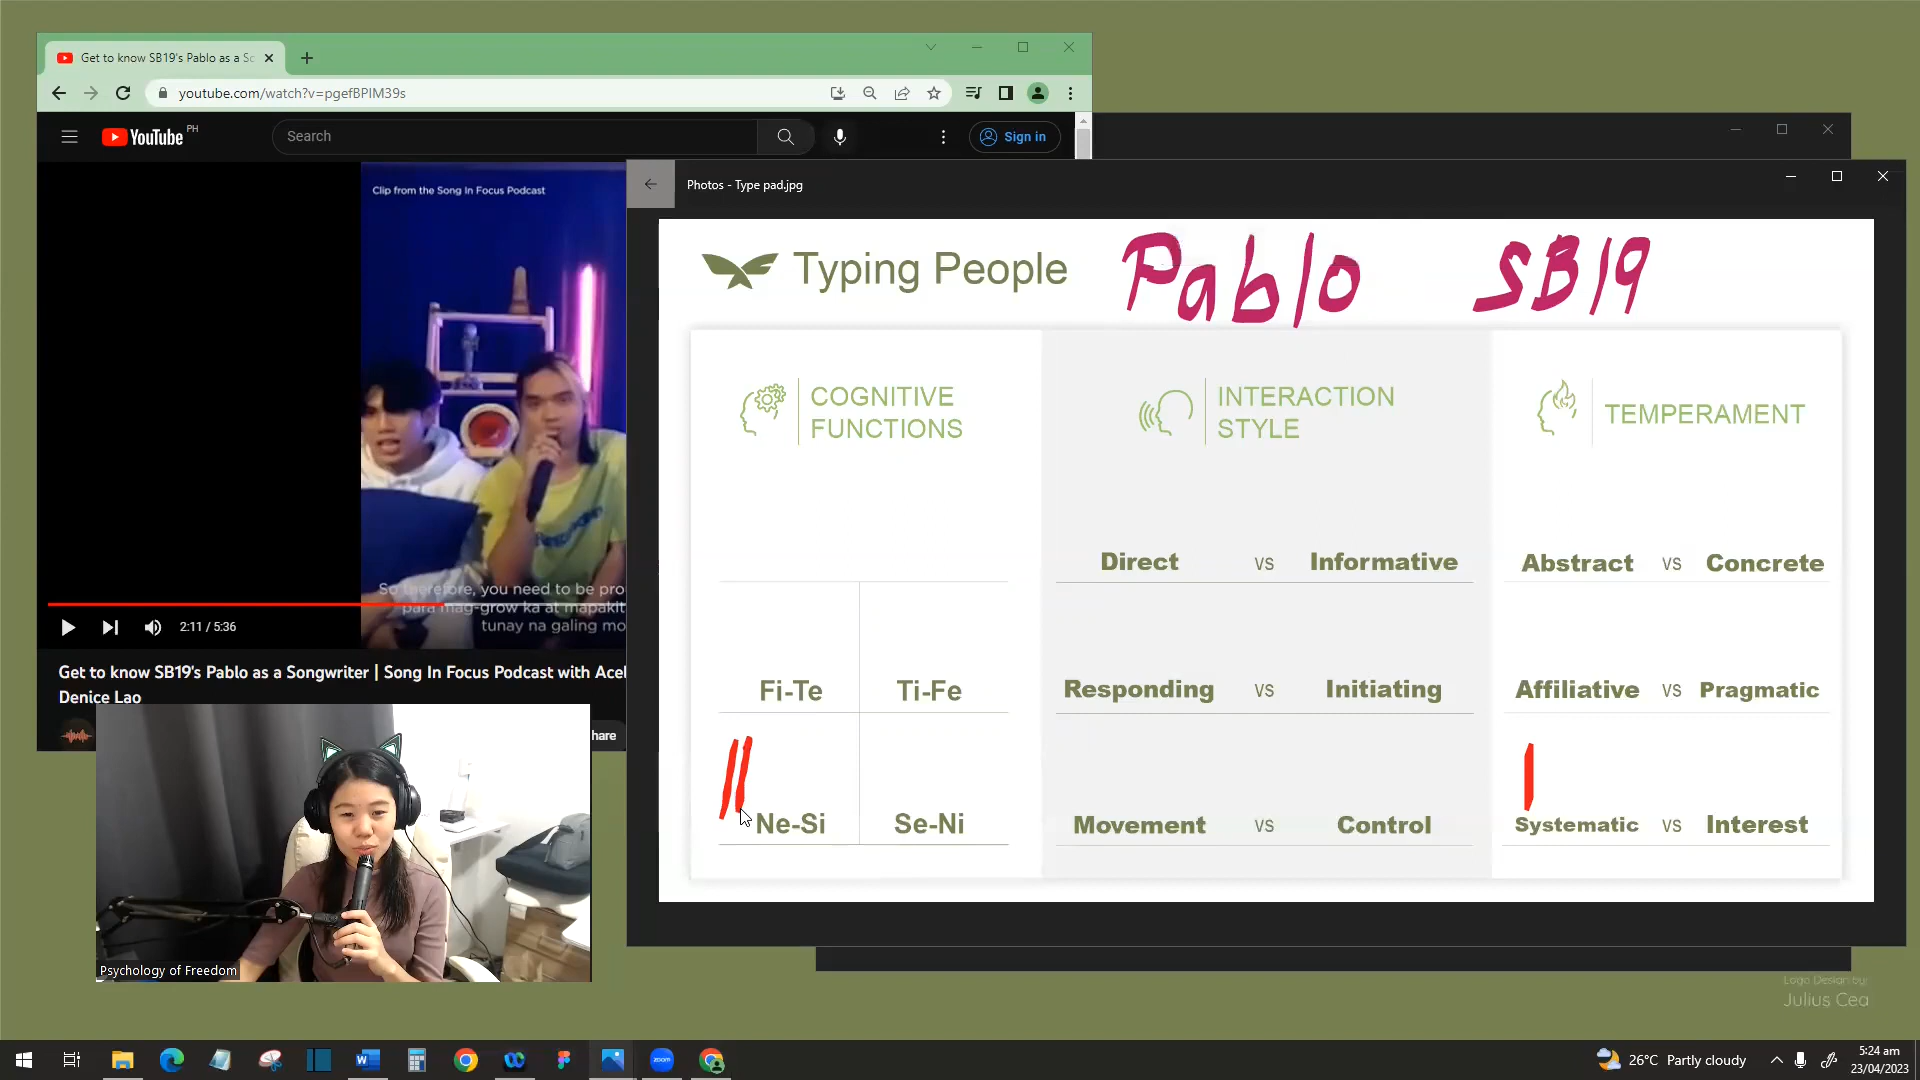 Get to know SB19's Pablo as a Sc
youtube.com/watch?v=pgefBPIM39s
YouTube PH
Search
Sign in
Clip from the Song In Focus Podcast
So therefore, you need to be pro
para mag-grow ka at mapakit
tunay na galing mo
2:11 / 5:36
Get to know SB19's Pablo as a Songwriter | Song In Focus Podcast with Acel
Denice Lao
hare
Psychology of Freedom
Photos - Type pad.jpg
Typing People
Pablo SB19
COGNITIVE
FUNCTIONS
INTERACTION
STYLE
TEMPERAMENT
Direct vs Informative
Abstract vs Concrete
Fi-Te
Ti-Fe
Responding vs Initiating
Affiliative vs Pragmatic
Ne-Si
Se-Ni
Movement vs Control
Systematic vs Interest
Logo Design by:
Julius Cea
zoom
26°C Partly cloudy
5:24 am
23/04/2023